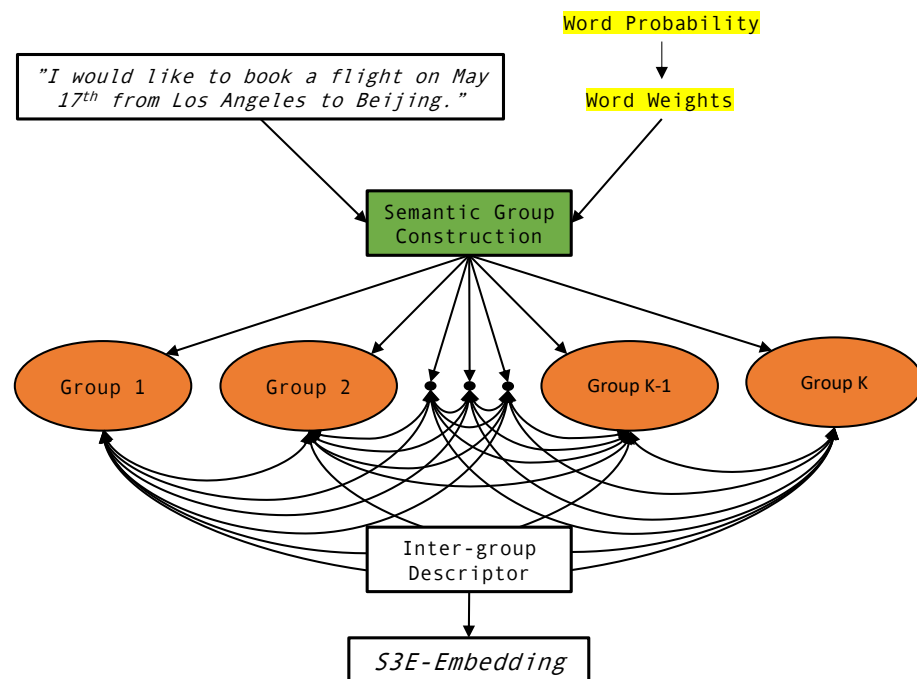 Word Probability
"I would like to book a flight on May
17th from Los Angeles to Beijing."
Word Weights
Semantic Group
Construction
Group 1
Group 2
Group K-1
Group K
Inter-group
Descriptor
S3E-Embedding